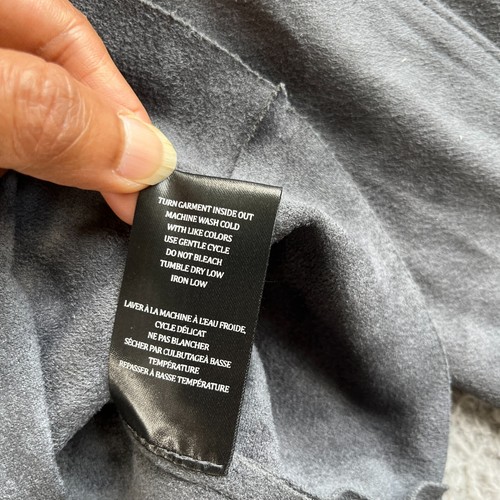 TURN GARMENT INSIDE OUT
MACHINE WASH COLD
WITH LIKE COLORS
USE GENTLE CYCLE
DO NOT BLEACH
TUMBLE DRY LOW
IRON LOW
LAVER À LA MACHINE À L'EAU FROIDE,
CYCLE DÉLICAT
NE PAS BLANCHER
SÉCHER PAR CULBUTAGEÀ BASSE
TEMPÉRATURE
REPASSER À BASSE TEMPÉRATURE